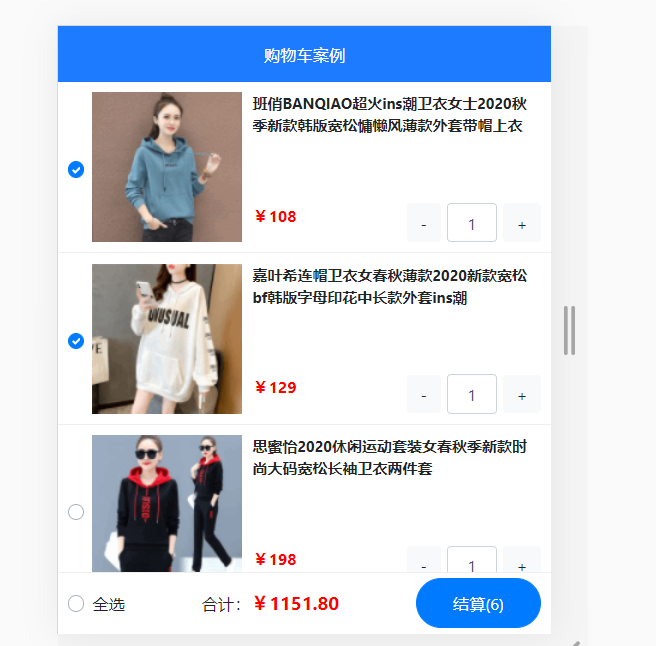 购物车案例
班俏BANQIAO超火ins潮卫衣女士2020秋
季新款韩版宽松慵懒风薄款外套带帽上衣
￥108
- 1 +
嘉叶希连帽卫衣女春秋薄款2020新款宽松
bf韩版字母印花中长款外套ins潮
UNUSUAL
￥129
- 1 +
思蜜怡2020休闲运动套装女春秋季新款时
尚大码宽松长袖卫衣两件套
￥198
- 1 +
全选 合计：￥1151.80 结算(6)